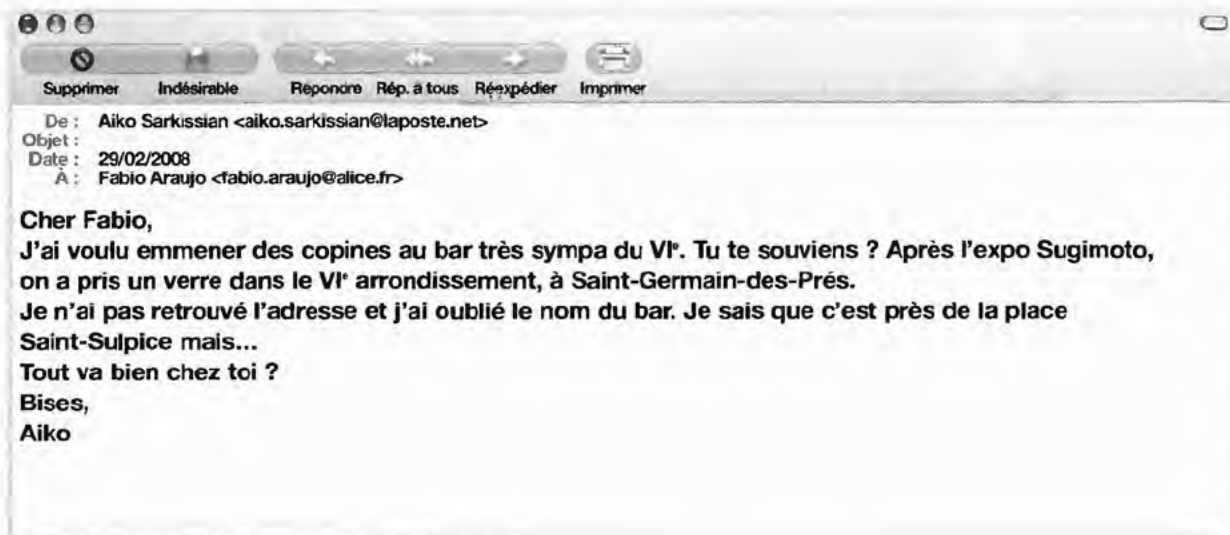 Supprimer Indésirable Répondre Rép. à tous Réexpédier Imprimer
De : Aiko Sarkissian <aiko.sarkissian@laposte.net>
Objet :
Date : 29/02/2008
À : Fabio Araujo <fabio.araujo@alice.fr>
Cher Fabio,
J'ai voulu emmener des copines au bar très sympa du VIe. Tu te souviens ? Après l'expo Sugimoto,
on a pris un verre dans le VIe arrondissement, à Saint-Germain-des-Prés.
Je n'ai pas retrouvé l'adresse et j'ai oublié le nom du bar. Je sais que c'est près de la place
Saint-Sulpice mais...
Tout va bien chez toi ?
Bises,
Aiko